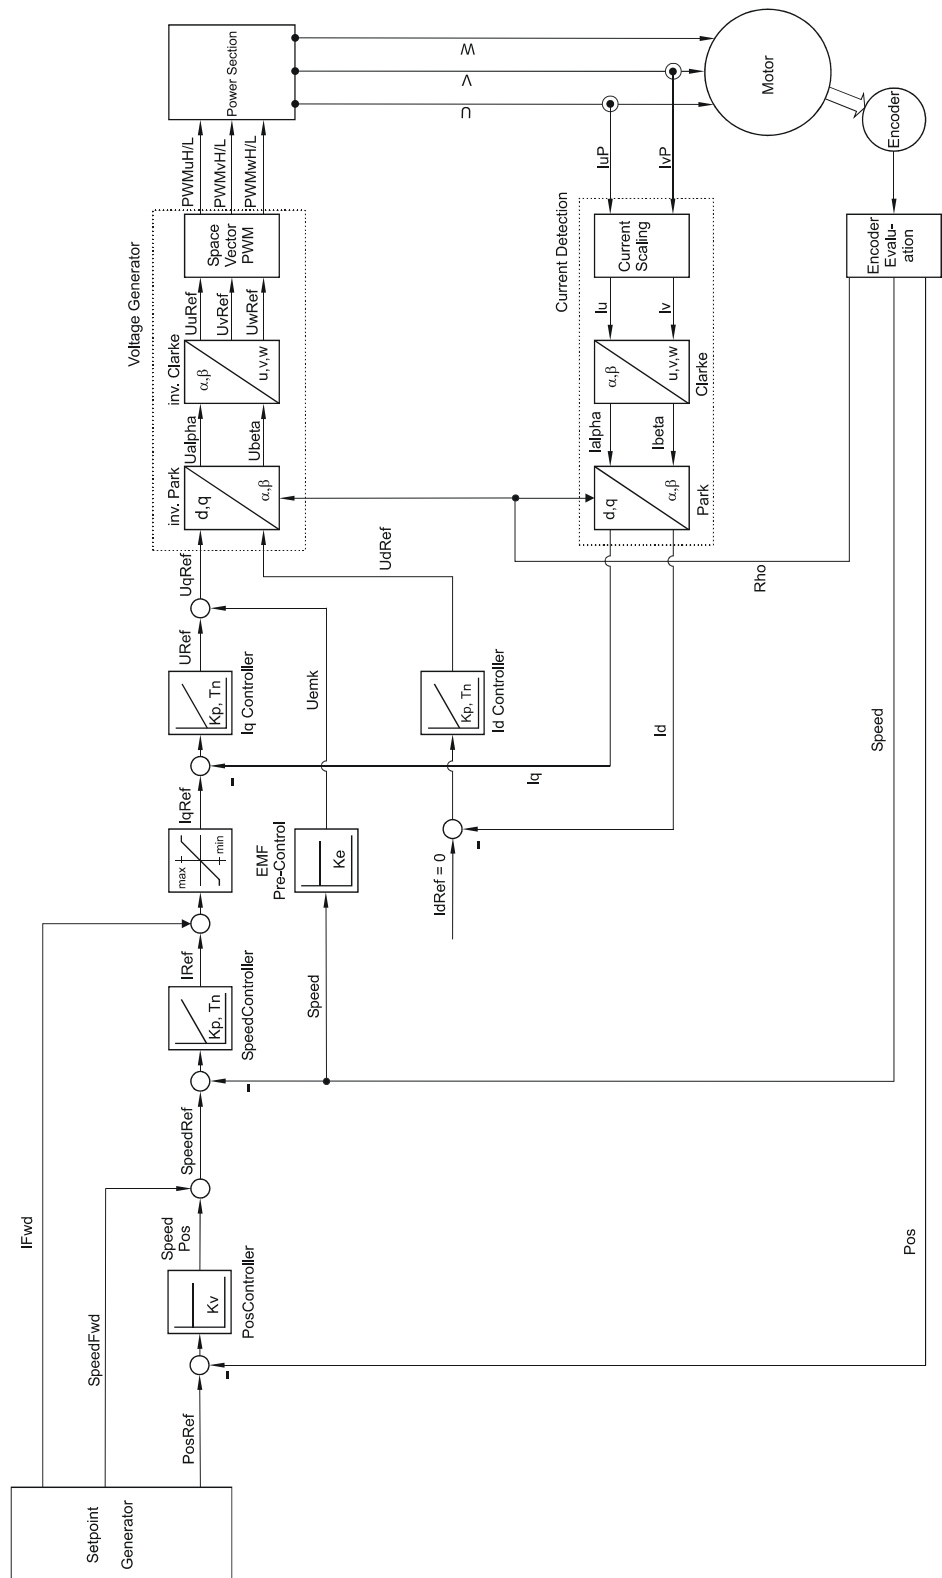 Setpoint
Generator
IFwd
SpeedFwd
PosRef
Kv
PosController
Speed
Pos
SpeedRef
Kp, Tn
SpeedController
IRef
max
min
IqRef
Kp, Tn
Iq Controller
URef
UqRef
Speed
EMF
Pre-Control
Ke
Uemk
IdRef = 0
Kp, Tn
Id Controller
UdRef
Iq
Id
Voltage Generator
inv. Park
d,q
α,β
Ualpha
Ubeta
inv. Clarke
α,β
u,v,w
UuRef
UvRef
UwRef
Space
Vector
PWM
PWMuH/L
PWMvH/L
PWMwH/L
Power Section
W
V
U
Current Detection
d,q
α,β
Park
Ialpha
Ibeta
α,β
u,v,w
Clarke
Iu
Iv
Current
Scaling
IuP
IvP
Motor
Encoder
Encoder
Evalu-
ation
Rho
Speed
Pos